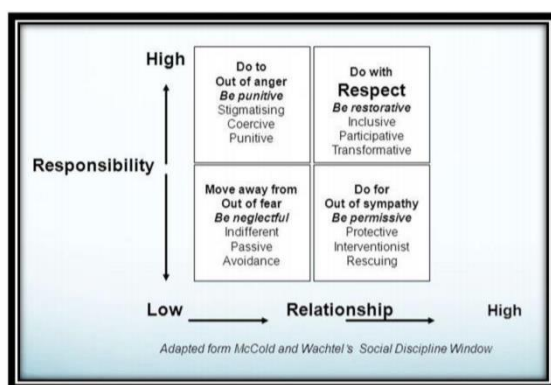 High
Do to
Out of anger
Be punitive
Stigmatising
Coercive
Punitive
Do with
Respect
Be restorative
Inclusive
Participative
Transformative
Responsibility
Move away from
Out of fear
Be neglectful
Indifferent
Passive
Avoidance
Do for
Out of sympathy
Be permissive
Protective
Interventionist
Rescuing
Low
Relationship
High
Adapted form McCold and Wachtel's Social Discipline Window